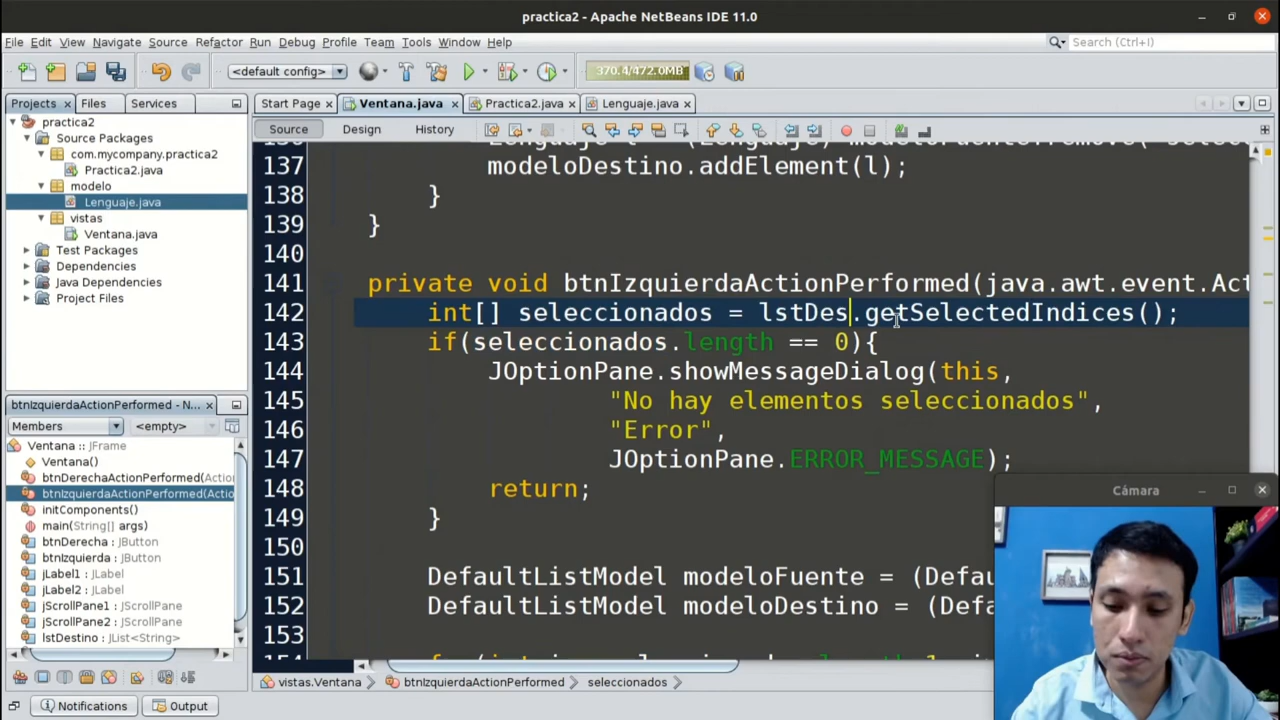 practica2 - Apache NetBeans IDE 11.0
File Edit View Navigate Source Refactor Run Debug Profile Team Tools Window Help
Search (Ctrl+I)
<default config>
370.4/472.0MB
Projects Files Services
Start Page Ventana.java Practica2.java Lenguaje.java
Source Design History
practica2
Source Packages
com.mycompany.practica2
Practica2.java
modelo
Lenguaje.java
vistas
Ventana.java
Test Packages
Dependencies
Java Dependencies
Project Files
137 modeloDestino.addElement(l);
138 }
139 }
140
141 private void btnIzquierdaActionPerformed(java.awt.event.Act
142 int[] seleccionados = lstDes.getSelectedIndices();
143 if(seleccionados.length == 0){
144 JOptionPane.showMessageDialog(this,
145 "No hay elementos seleccionados",
146 "Error",
147 JOptionPane.ERROR_MESSAGE);
148 return;
149 }
150
151 DefaultListModel modeloFuente = (Defa
152 DefaultListModel modeloDestino = (Defa
153
btnIzquierdaActionPerformed - N...
Members <empty>
Ventana :: JFrame
Ventana()
btnDerechaActionPerformed(Action
btnIzquierdaActionPerformed(Actio
initComponents()
main(String[] args)
btnDerecha : JButton
btnIzquierda : JButton
jLabel1 : JLabel
jLabel2 : JLabel
jScrollPane1 : JScrollPane
jScrollPane2 : JScrollPane
lstDestino : JList<String>
Cámara
vistas.Ventana btnIzquierdaActionPerformed seleccionados
Notifications Output